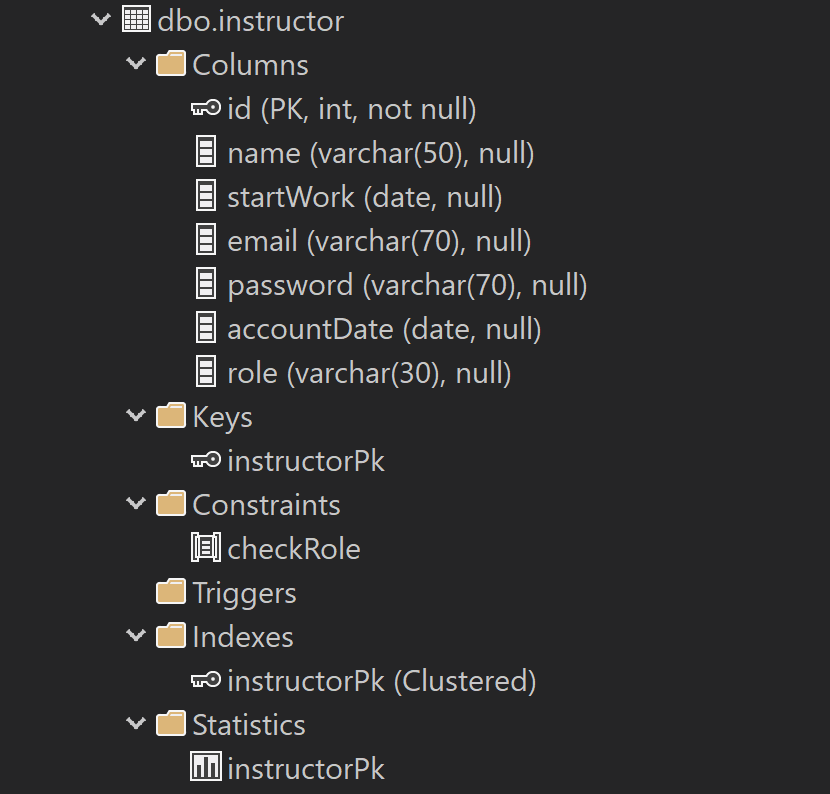 dbo.instructor
Columns
id (PK, int, not null)
name (varchar(50), null)
startWork (date, null)
email (varchar(70), null)
password (varchar(70), null)
accountDate (date, null)
role (varchar(30), null)
Keys
instructorPk
Constraints
checkRole
Triggers
Indexes
instructorPk (Clustered)
Statistics
instructorPk